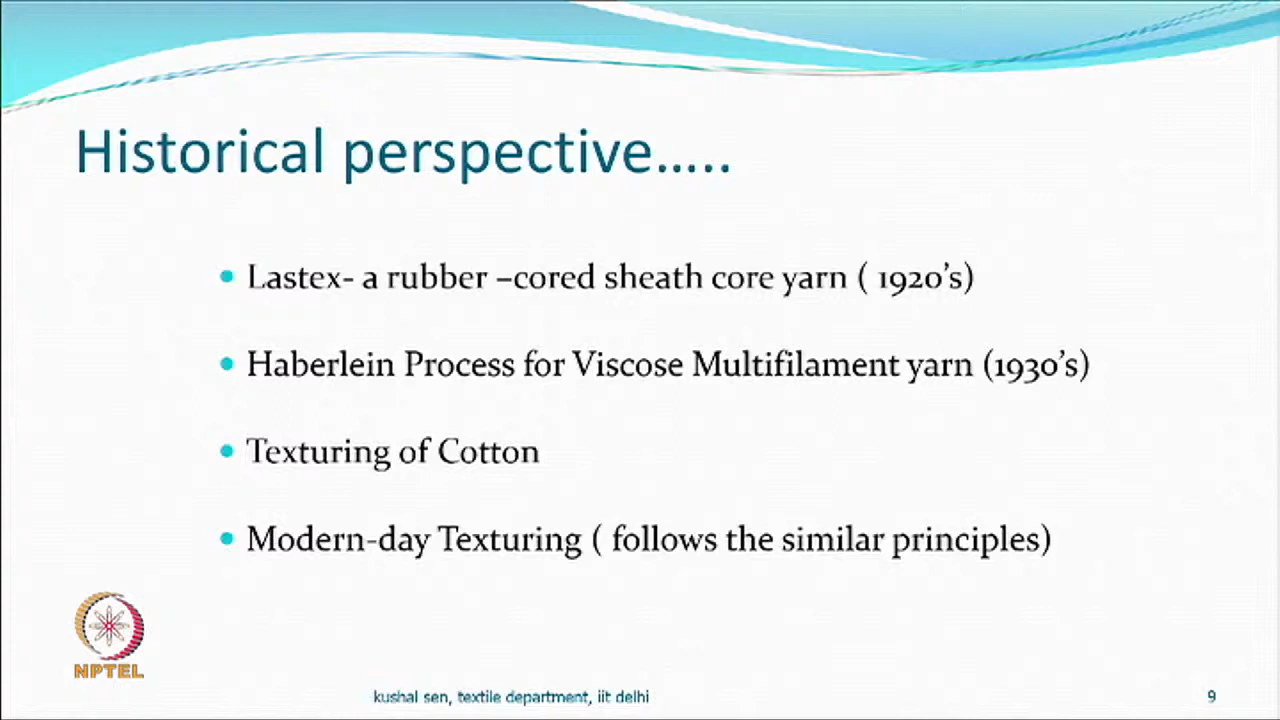 Historical perspective.....
Lastex- a rubber –cored sheath core yarn ( 1920’s)
Haberlein Process for Viscose Multifilament yarn (1930’s)
Texturing of Cotton
Modern-day Texturing ( follows the similar principles)
NPTEL
kushal sen, textile department, iit delhi
9